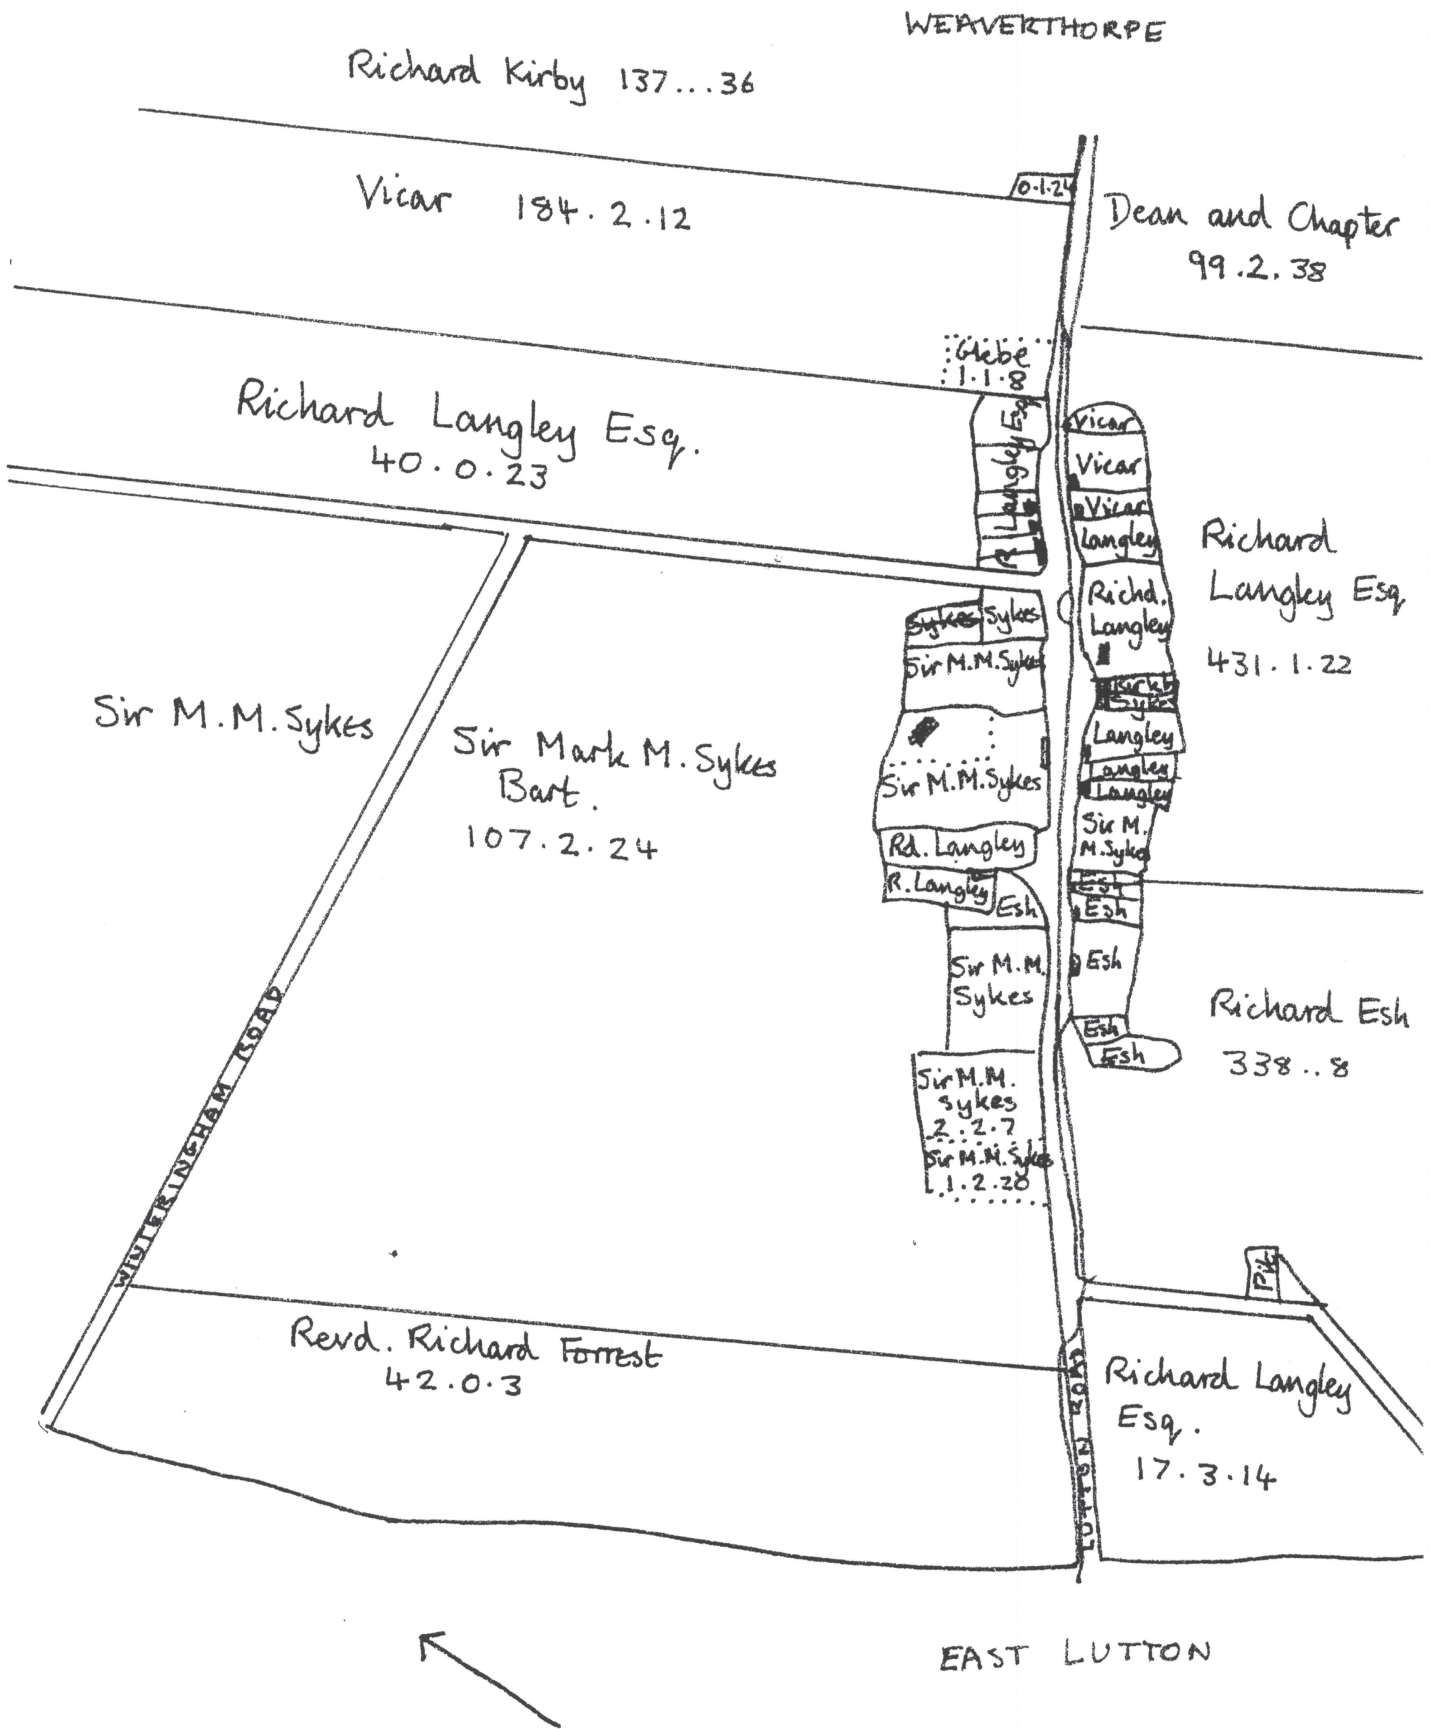 WEAVERTHORPE
Richard Kirby 137...36
0.1.24
Vicar 184.2.12
Dean and Chapter
99.2.38
Glebe
1.1.8
Richard Langley Esq.
40.0.23
R Langley Esq
Vicar
Vicar
Vicar
Langley
Richd.
Langley
Richard
Langley Esq
431.1.22
Sykes
Sykes
Sir M.M.Sykes
Sir M.M.Sykes
Kirkby
Sykes
Langley
Langley
Langley
Sir M.
M.Sykes
Sir M.M.Sykes
Sir Mark M.Sykes
Bart.
107.2.24
Rd. Langley
R.Langley
Esh
Sir M.M.
Sykes
Sir M.M.
Sykes
2.2.7
Sir M.M.Sykes
1.2.20
Esh
Esh
Esh
Esh
Esh
Richard Esh
338..8
WINTERINGHAM ROAD
Pit
Revd. Richard Forrest
42.0.3
LUTTON ROAD
Richard Langley
Esq.
17.3.14
EAST LUTTON